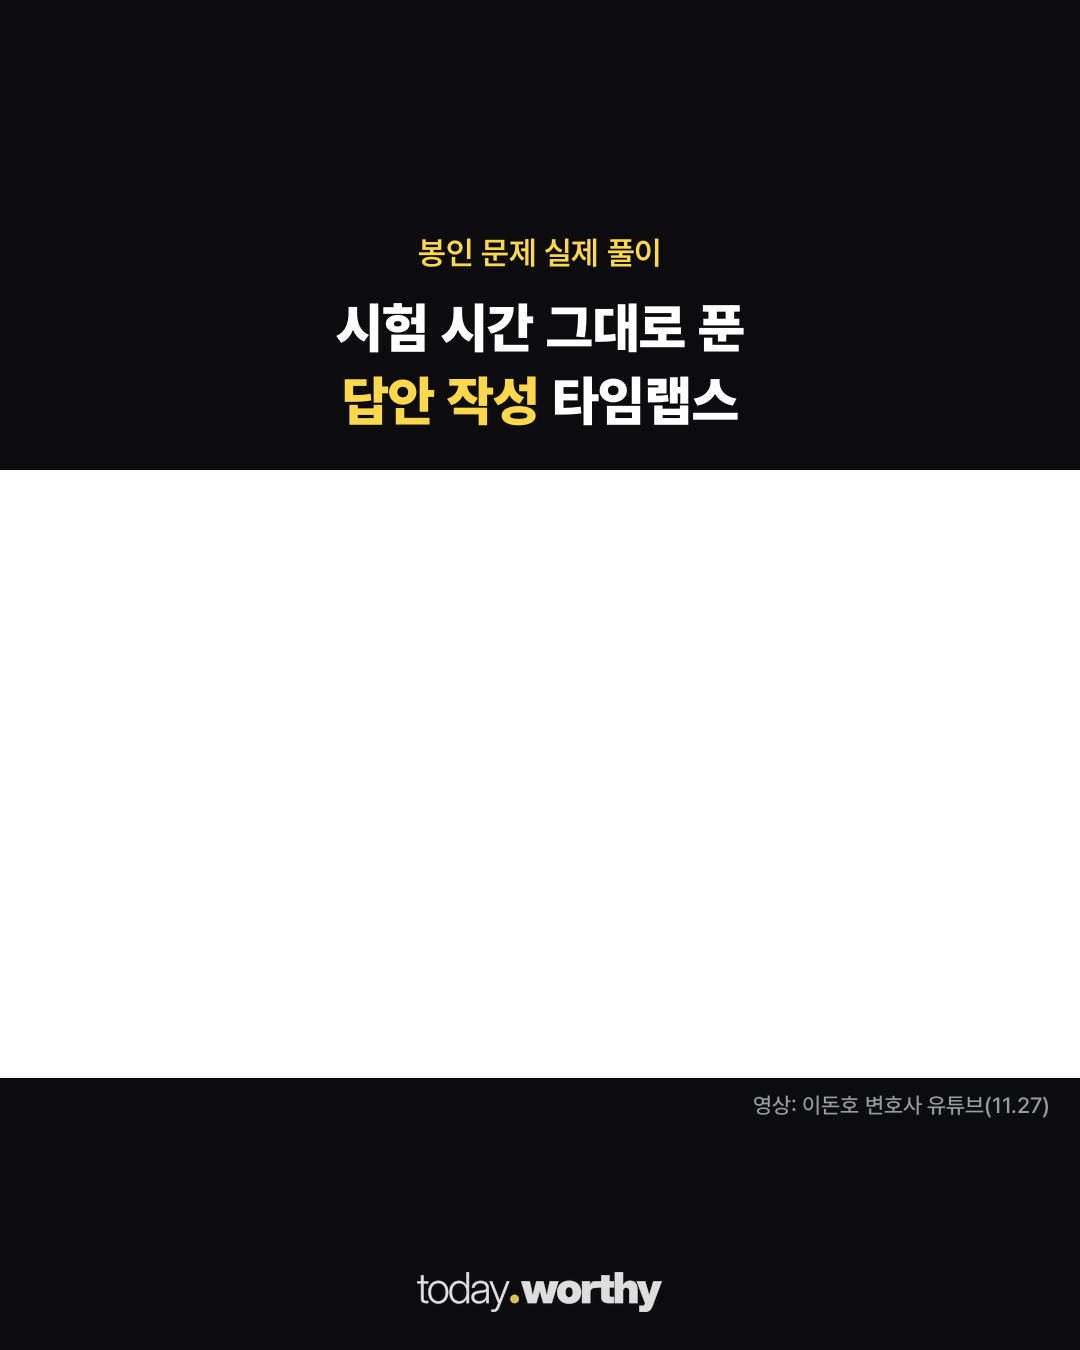 봉인 문제 실제 풀이
시험 시간 그대로 푼
답안 작성 타임랩스
영상: 이돈호 변호사 유튜브(11.27)
today.worthy